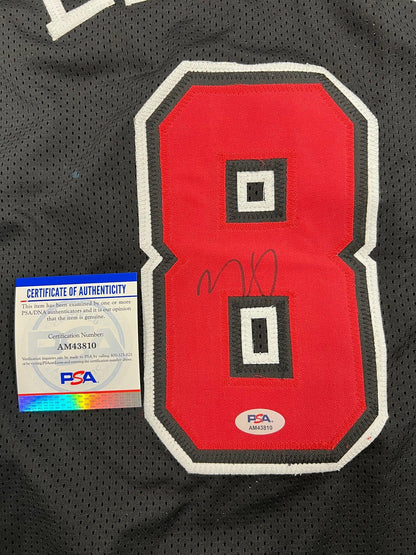 8
CERTIFICATE OF AUTHENTICITY
This item has been examined by one or more
PSA/DNA authenticators and it is our opinion
that the item is genuine.
Certification Number:
AM43810
PSA
PSA
AM43810